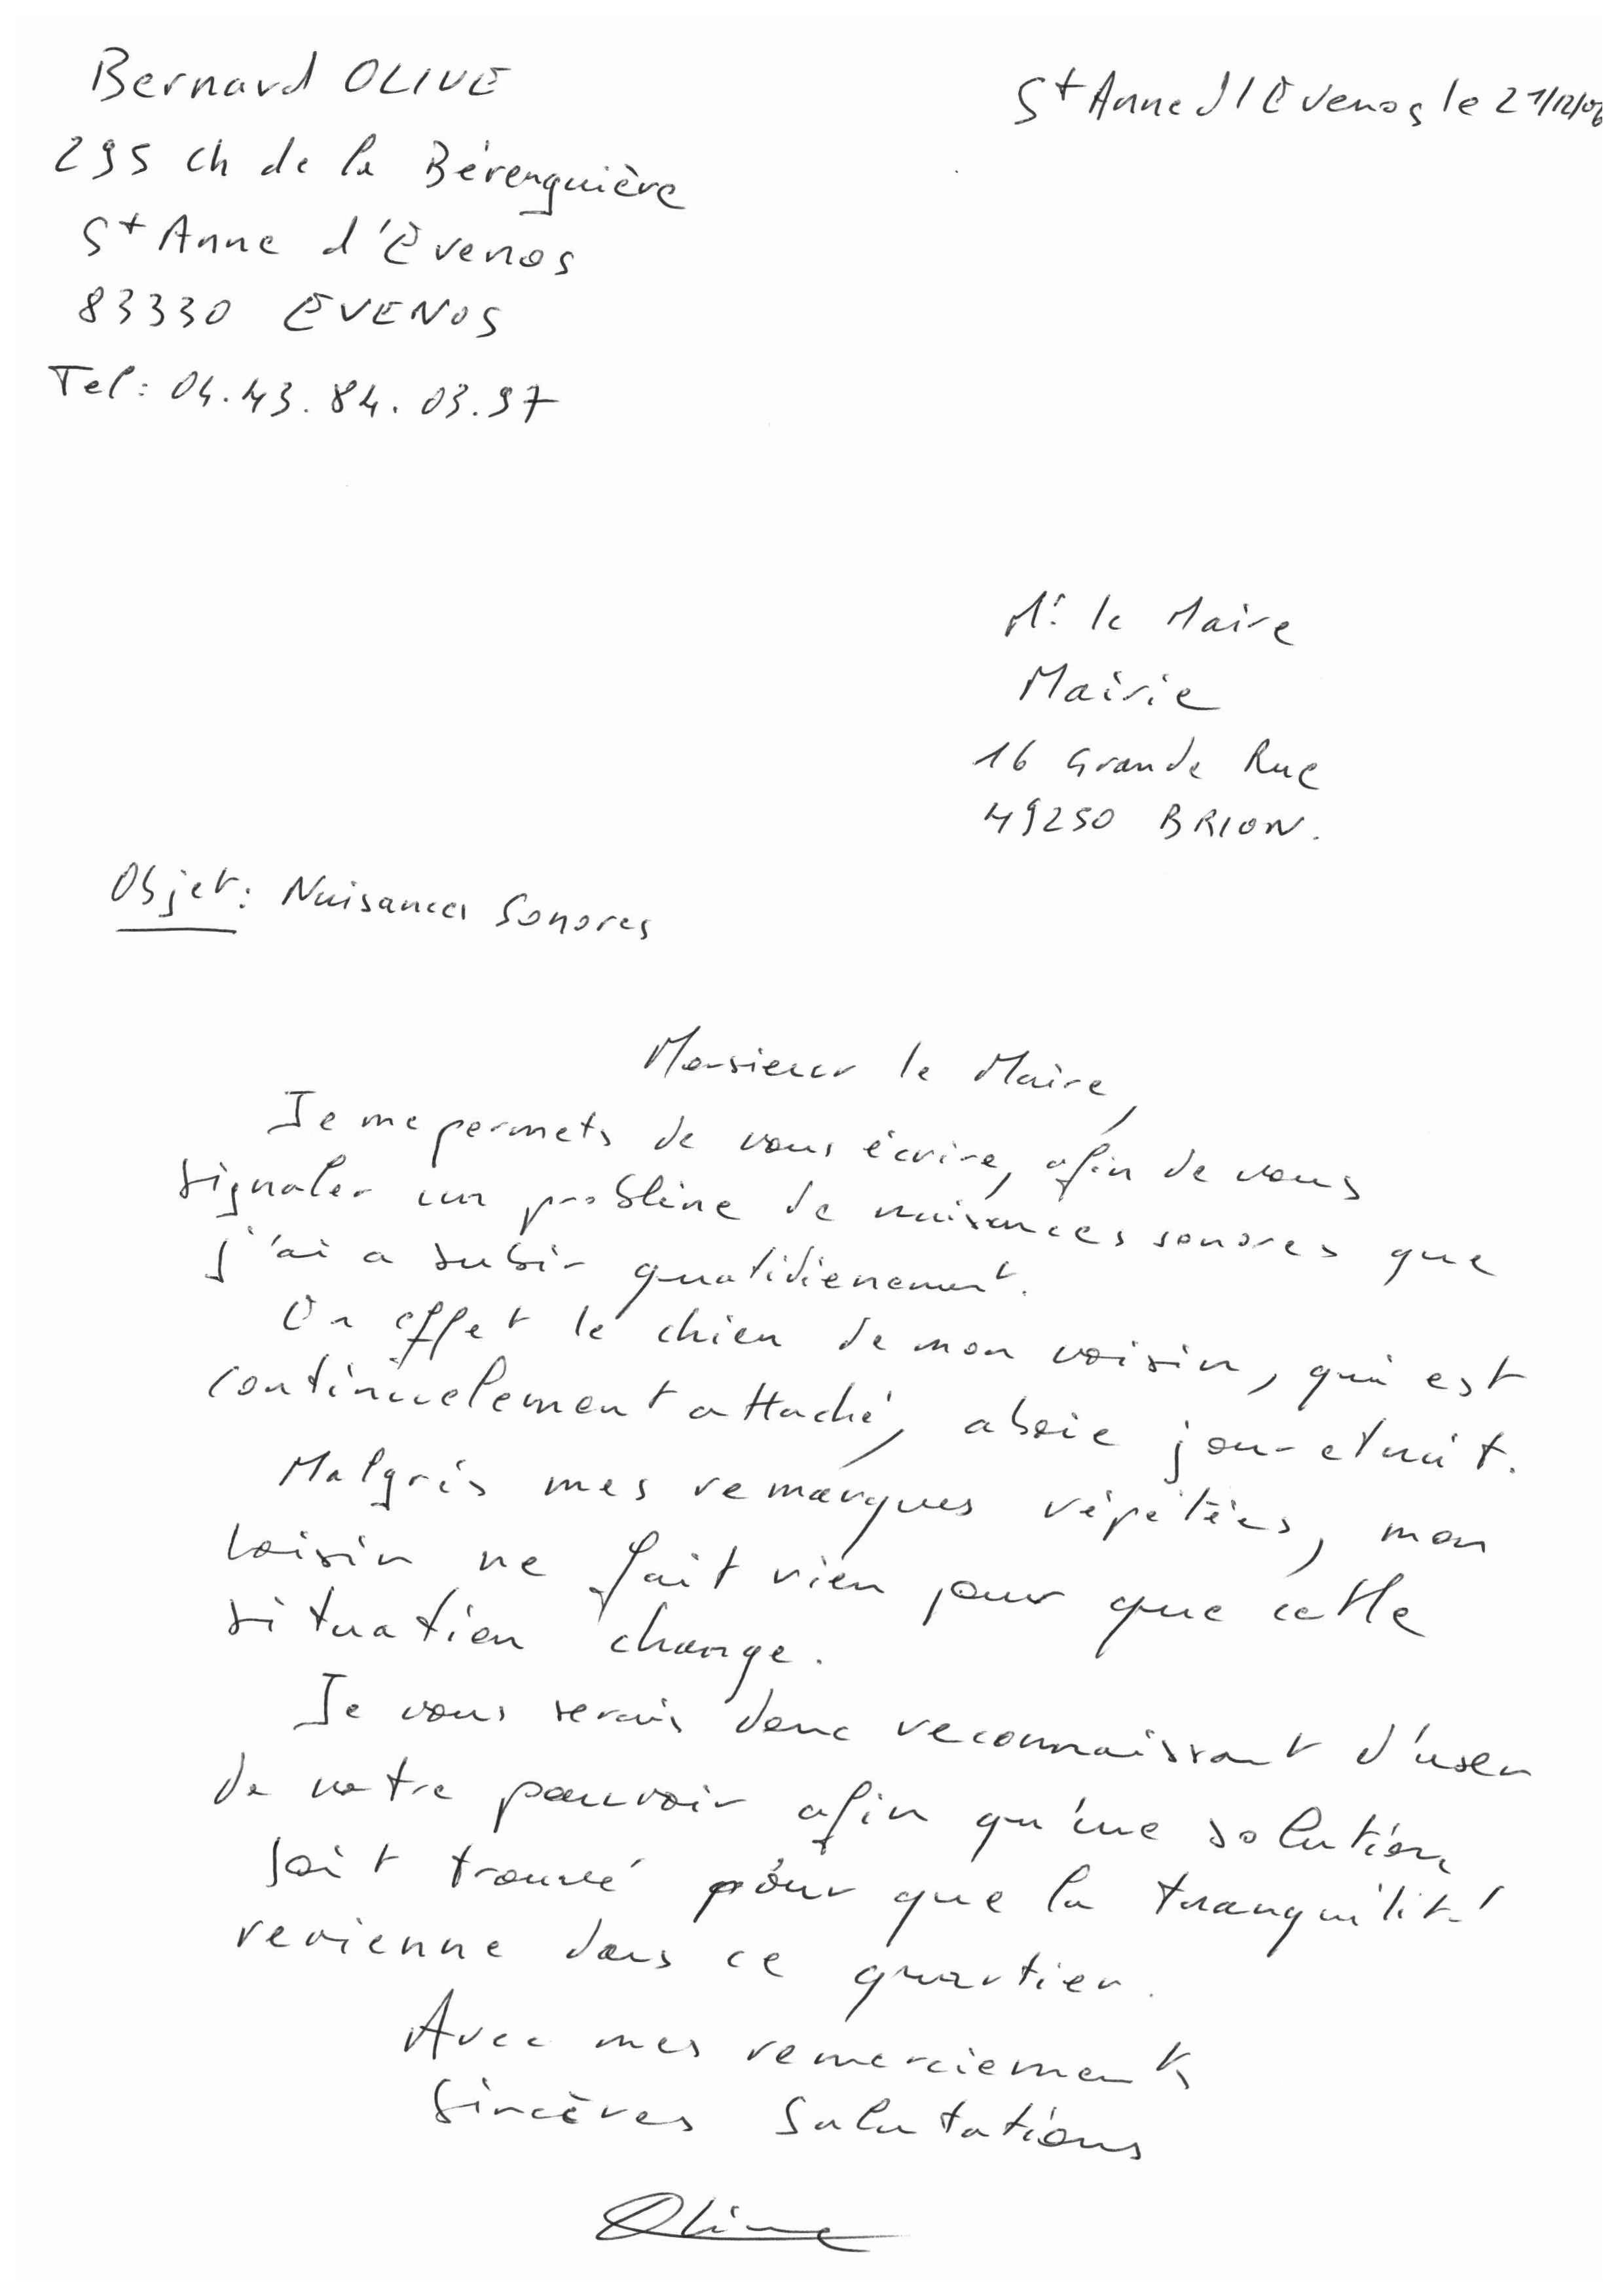 Bernard OLIVE
St Anne d'Evenos le 21/12/06
295 ch de la Bérenguière
St Anne d'Evenos
83330 EVENOS
Tel: 04.43.84.03.97
Mr le Maire
Mairie
16 Grande Rue
49250 BRION.
Objet: Nuisances Sonores
Monsieur le Maire,
Je me permets de vous écrire, afin de vous
signaler un problème de nuisances sonores que
j'ai a subir quotidienement.
En effet le chien de mon voisin, qui est
continuelement attaché, aboie jour et nuit.
Malgrès mes remarques répétées, mon
voisin ne fait rien pour que cette
situation change.
Je vous serais donc reconnaissant d'user
de votre pouvoir afin qu'une solution
soit trouvé pour que la tranquilité
revienne dans ce quartier.
Avec mes remerciements
Sincères Salutations
Olive